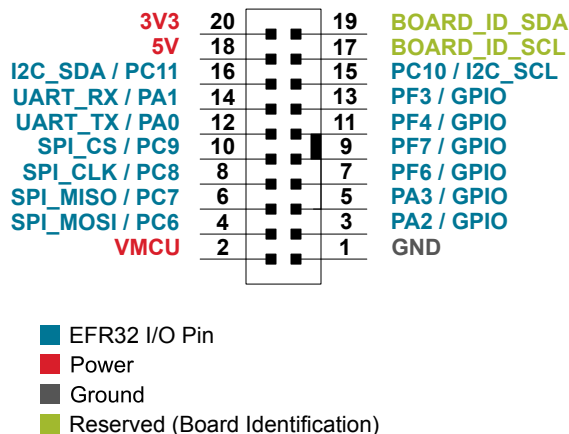 3V3 20 19 BOARD_ID_SDA
5V 18 17 BOARD_ID_SCL
I2C_SDA / PC11 16 15 PC10 / I2C_SCL
UART_RX / PA1 14 13 PF3 / GPIO
UART_TX / PA0 12 11 PF4 / GPIO
SPI_CS / PC9 10 9 PF7 / GPIO
SPI_CLK / PC8 8 7 PF6 / GPIO
SPI_MISO / PC7 6 5 PA3 / GPIO
SPI_MOSI / PC6 4 3 PA2 / GPIO
VMCU 2 1 GND
EFR32 I/O Pin
Power
Ground
Reserved (Board Identification)